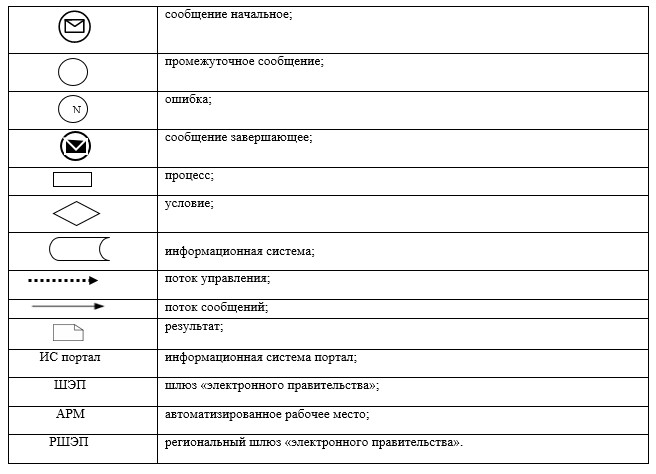 сообщение начальное;
промежуточное сообщение;
N ошибка;
сообщение завершающее;
процесс;
условие;
информационная система;
поток управления;
поток сообщений;
результат;
ИС портал информационная система портал;
ШЭП шлюз «электронного правительства»;
АРМ автоматизированное рабочее место;
РШЭП региональный шлюз «электронного правительства».